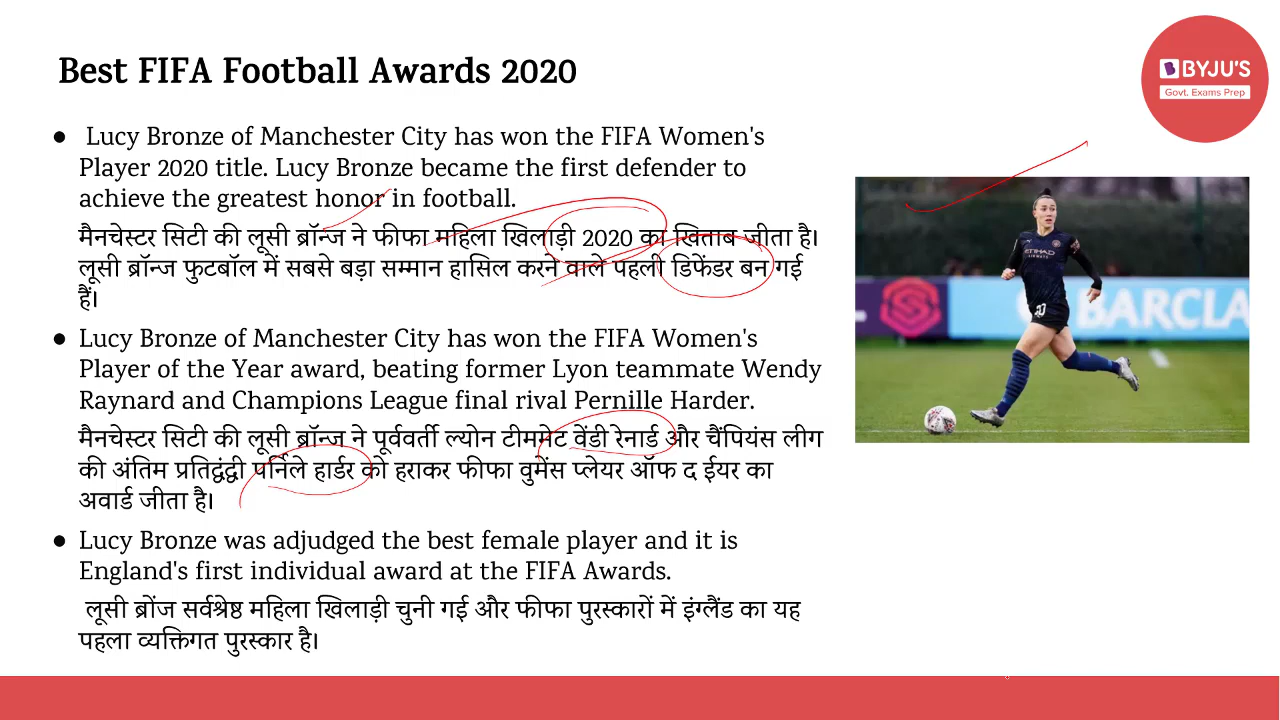 Best FIFA Football Awards 2020
BYJU'S
Govt. Exams Prep
● Lucy Bronze of Manchester City has won the FIFA Women's
Player 2020 title. Lucy Bronze became the first defender to
achieve the greatest honor in football.
मैनचेस्टर सिटी की लूसी ब्रॉन्ज ने फीफा महिला खिलाड़ी 2020 का खिताब जीता है।
लूसी ब्रॉन्ज फुटबॉल में सबसे बड़ा सम्मान हासिल करने वाले पहली डिफेंडर बन गई
हैं।
● Lucy Bronze of Manchester City has won the FIFA Women's
Player of the Year award, beating former Lyon teammate Wendy
Raynard and Champions League final rival Pernille Harder.
मैनचेस्टर सिटी की लूसी ब्रॉन्ज ने पूर्ववर्ती ल्योन टीममेट वेंडी रेनार्ड और चैंपियंस लीग
की अंतिम प्रतिद्वंद्वी पर्निले हार्डर को हराकर फीफा वुमेंस प्लेयर ऑफ द ईयर का
अवार्ड जीता है।
● Lucy Bronze was adjudged the best female player and it is
England's first individual award at the FIFA Awards.
लूसी ब्रोंज सर्वश्रेष्ठ महिला खिलाड़ी चुनी गई और फीफा पुरस्कारों में इंग्लैंड का यह
पहला व्यक्तिगत पुरस्कार है।
ETIHAD
AIRWAYS
BARCLA